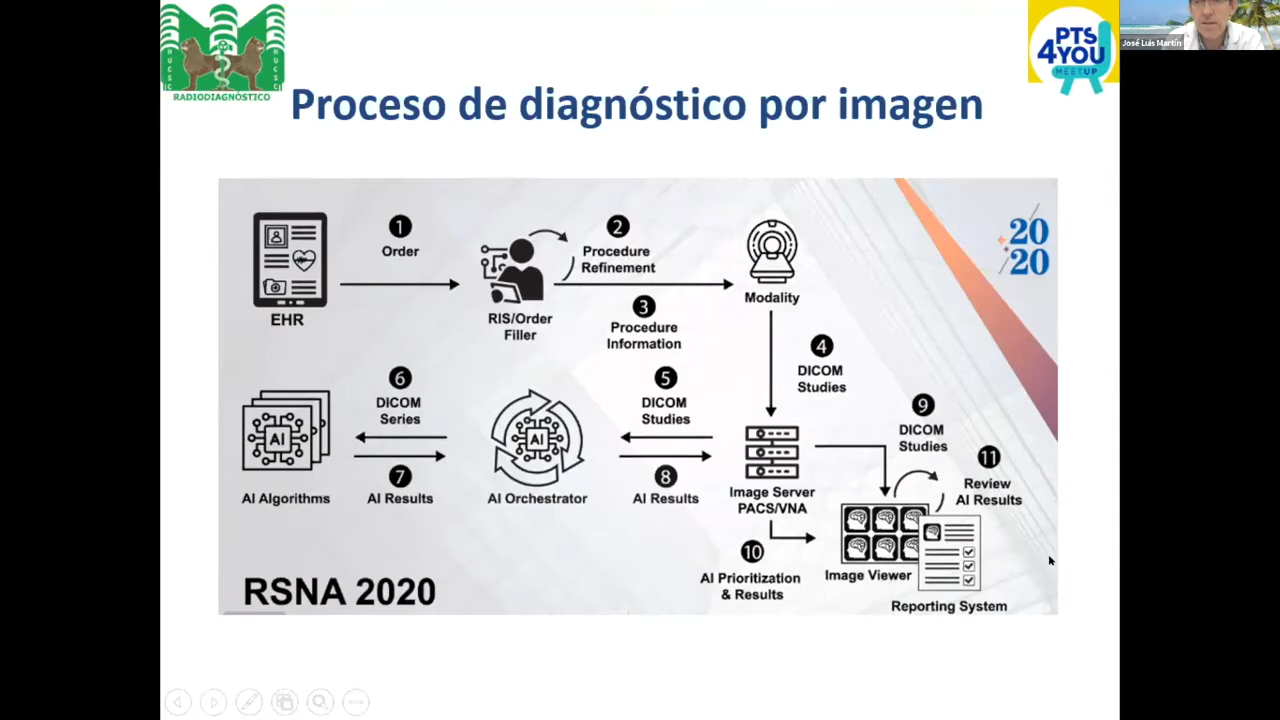 HUCSC
HUCSC
RADIODIAGNÓSTICO
PTS
4YOU
MEETUP
José Luis Martín
Proceso de diagnóstico por imagen
20
20
1
Order
2
Procedure
Refinement
EHR
RIS/Order
Filler
3
Procedure
Information
Modality
4
DICOM
Studies
6
DICOM
Series
5
DICOM
Studies
9
DICOM
Studies
AI
AI
7
AI Results
8
AI Results
AI Algorithms
AI Orchestrator
Image Server
PACS/VNA
11
Review
AI Results
10
AI Prioritization
& Results
Image Viewer
Reporting System
RSNA 2020